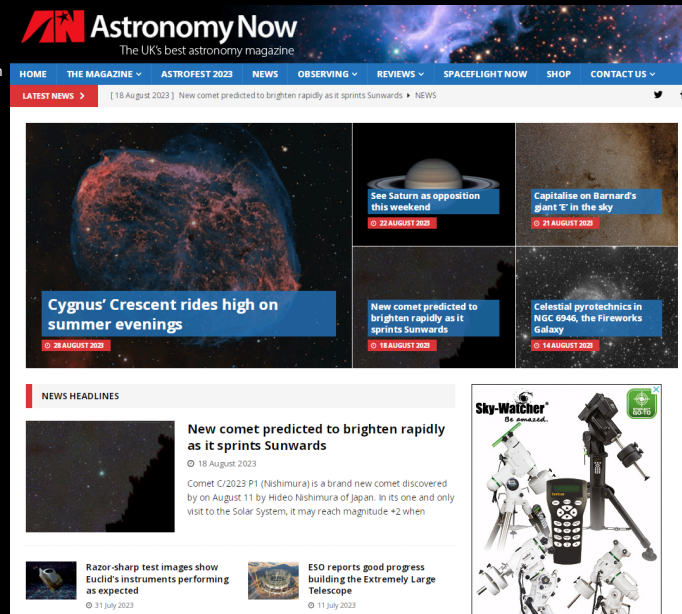 Astronomy Now
The UK's best astronomy magazine
HOME THE MAGAZINE ASTROFEST 2023 NEWS OBSERVING REVIEWS SPACEFLIGHT NOW SHOP CONTACT US
LATEST NEWS [ 18 August 2023 ] New comet predicted to brighten rapidly as it sprints Sunwards NEWS
Cygnus' Crescent rides high on
summer evenings
28 AUGUST 2023
See Saturn as opposition
this weekend
22 AUGUST 2023
Capitalise on Barnard's
giant 'E' in the sky
21 AUGUST 2023
New comet predicted to
brighten rapidly as it
sprints Sunwards
18 AUGUST 2023
Celestial pyrotechnics in
NGC 6946, the Fireworks
Galaxy
14 AUGUST 2023
NEWS HEADLINES
New comet predicted to brighten rapidly
as it sprints Sunwards
18 August 2023
Comet C/2023 P1 (Nishimura) is a brand new comet discovered
by on August 11 by Hideo Nishimura of Japan. In its one and only
visit to the Solar System, it may reach magnitude +2 when
Razor-sharp test images show
Euclid's instruments performing
as expected
31 July 2023
ESO reports good progress
building the Extremely Large
Telescope
11 July 2023
Sky-Watcher
Be amazed.
GO-TO